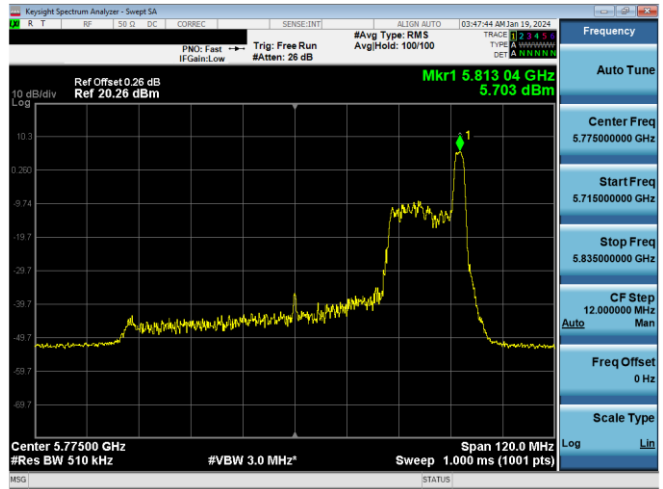 Keysight Spectrum Analyzer - Swept SA
R T RF 50 Ω DC CORREC SENSE:INT ALIGN AUTO 03:47:44 AM Jan 19, 2024
PNO: Fast Trig: Free Run #Avg Type: RMS TRACE 1 2 3 4 5 6
IFGain:Low #Atten: 26 dB Avg|Hold: 100/100 TYPE A WWWWW
DET A N N N N N
Ref Offset 0.26 dB Mkr1 5.813 04 GHz
10 dB/div Ref 20.26 dBm 5.703 dBm
Log
1
10.3
0.260
-9.74
-19.7
-29.7
-39.7
-49.7
-59.7
-69.7
Center 5.77500 GHz Span 120.0 MHz
#Res BW 510 kHz #VBW 3.0 MHz* Sweep 1.000 ms (1001 pts)
MSG STATUS
Frequency
Auto Tune
Center Freq
5.775000000 GHz
Start Freq
5.715000000 GHz
Stop Freq
5.835000000 GHz
CF Step
12.000000 MHz
Auto Man
Freq Offset
0 Hz
Scale Type
Log Lin